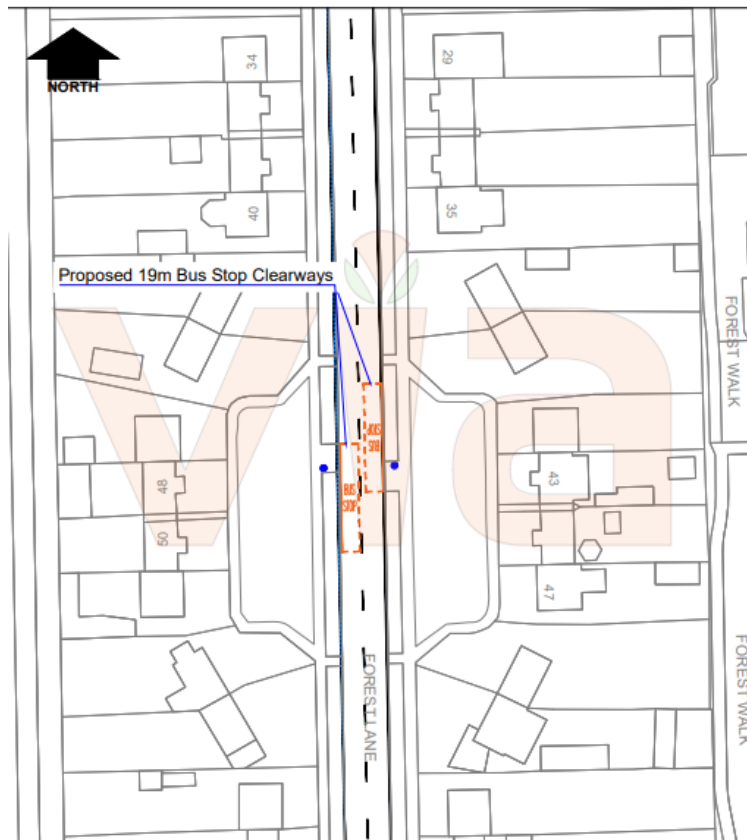 NORTH
34
29
40
35
Proposed 19m Bus Stop Clearways
FOREST WALK
BUS
STOP
BUS
STOP
48
43
50
47
FOREST LANE
FOREST WALK
via